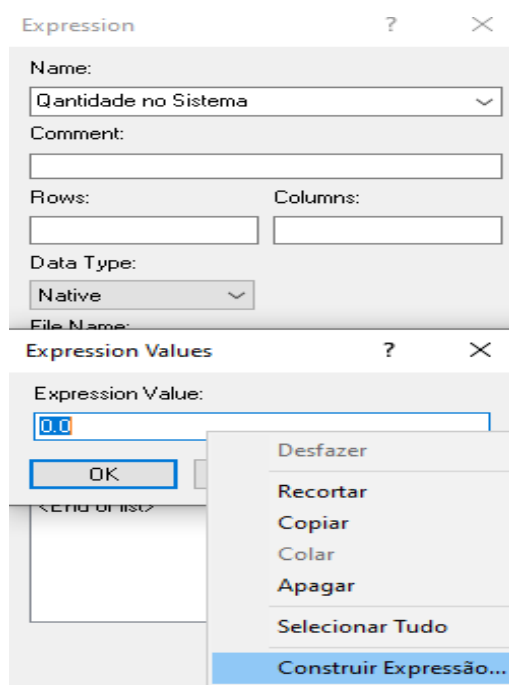 Expression ?
Name:
Qantidade no Sistema
Comment:
Rows: Columns:
Data Type:
Native
File Name:
Expression Values ?
Expression Value:
0.0
Desfazer
OK
Recortar
<End of list>
Copiar
Colar
Apagar
Selecionar Tudo
Construir Expressão...